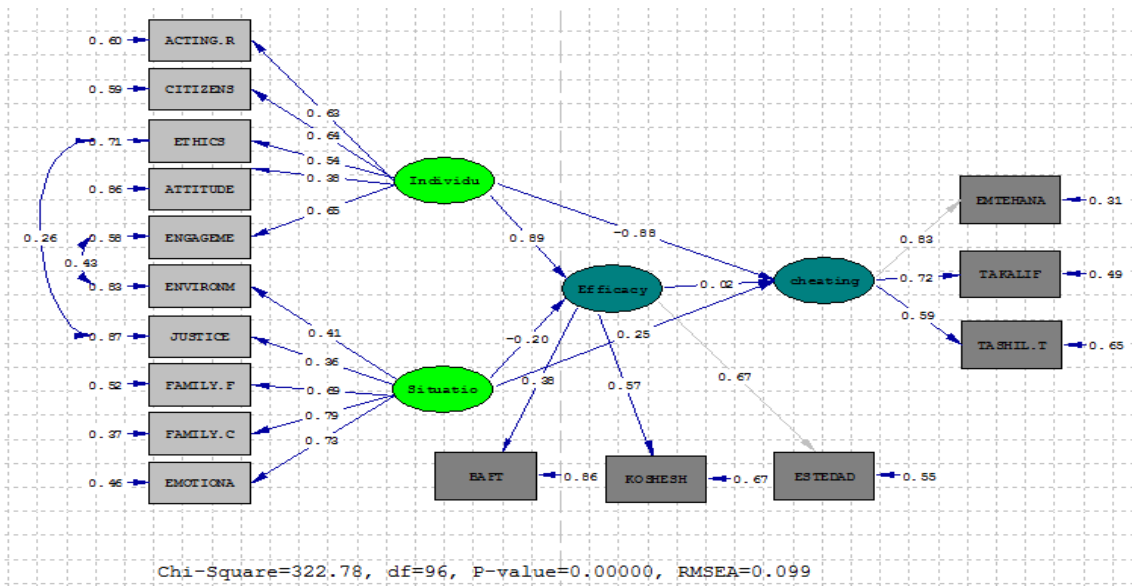 0.60 ACTING.R
0.59 CITIZENS
0.71 ETHICS
0.86 ATTITUDE
0.58 ENGAGEME
0.83 ENVIRONM
0.87 JUSTICE
0.52 FAMILY.F
0.37 FAMILY.C
0.46 EMOTIONA
0.26
0.43
0.63
0.64
0.54
0.38
0.65
Individu
0.41
0.36
0.69
0.79
0.73
Situatio
0.89
-0.88
-0.20
0.25
Efficacy
0.02
cheating
0.38
0.57
0.67
BAFT 0.86
KOSHESH 0.67
ESTEDAD 0.55
0.83
0.72
0.59
EMTEHANA 0.31
TAKALIF 0.49
TASHIL.T 0.65
Chi-Square=322.78, df=96, P-value=0.00000, RMSEA=0.099